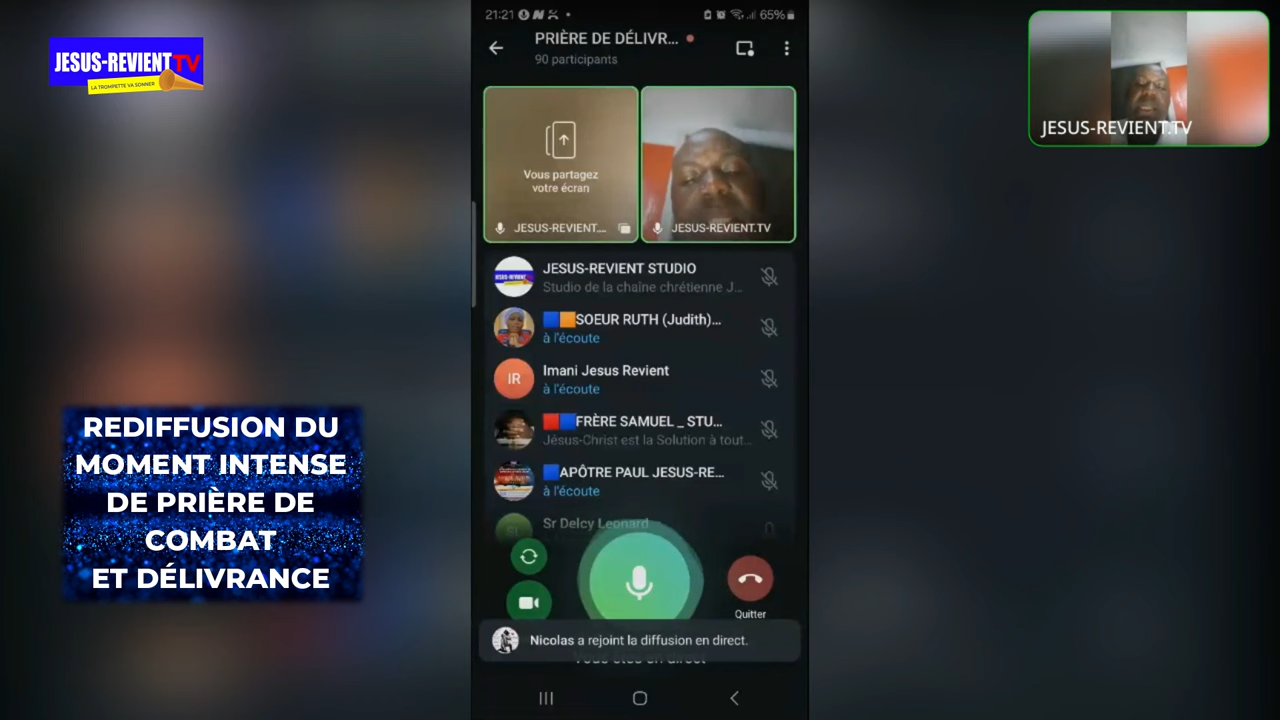 JESUS-REVIENT TV
LA TROMPETTE VA SONNER
REDIFFUSION DU
MOMENT INTENSE
DE PRIÈRE DE
COMBAT
ET DÉLIVRANCE
21:21
65%
PRIÈRE DE DÉLIVR...
90 participants
Vous partagez
votre écran
JESUS-REVIENT....
JESUS-REVIENT.TV
JESUS-REVIENT STUDIO
Studio de la chaîne chrétienne J...
SOEUR RUTH (Judith)...
à l'écoute
IR
Imani Jesus Revient
à l'écoute
FRÈRE SAMUEL _ STU...
Jésus-Christ est la Solution à tout...
APÔTRE PAUL JESUS-RE...
à l'écoute
Sr Delcy Leonard
Quitter
Nicolas a rejoint la diffusion en direct.
Vous êtes en direct
JESUS-REVIENT.TV